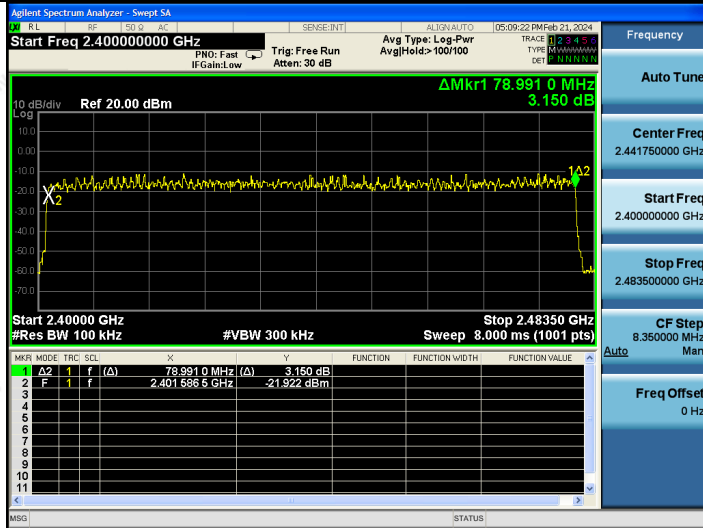 Agilent Spectrum Analyzer - Swept SA
LXI RL RF 50 Ω AC SENSE:INT ALIGNAUTO 05:09:22 PMFeb 21, 2024
Start Freq 2.400000000 GHz
PNO: Fast
IFGain:Low
Trig: Free Run
Atten: 30 dB
Avg Type: Log-Pwr
Avg|Hold:>100/100
TRACE 1 2 3 4 5 6
TYPE MWWWWW
DET P N N N N N
ΔMkr1 78.991 0 MHz
3.150 dB
10 dB/div Ref 20.00 dBm
Log
10.0
0.00
-10.0
-20.0
-30.0
-40.0
-50.0
-60.0
-70.0
X2
1Δ2
Start 2.40000 GHz Stop 2.48350 GHz
#Res BW 100 kHz #VBW 300 kHz Sweep 8.000 ms (1001 pts)
MKR MODE TRC SCL X Y FUNCTION FUNCTION WIDTH FUNCTION VALUE
1 Δ2 1 f (Δ) 78.991 0 MHz (Δ) 3.150 dB
2 F 1 f 2.401 586 5 GHz -21.922 dBm
3
4
5
6
7
8
9
10
11
MSG STATUS
Frequency
Auto Tune
Center Freq
2.441750000 GHz
Start Freq
2.400000000 GHz
Stop Freq
2.483500000 GHz
CF Step
8.350000 MHz
Auto Man
Freq Offset
0 Hz